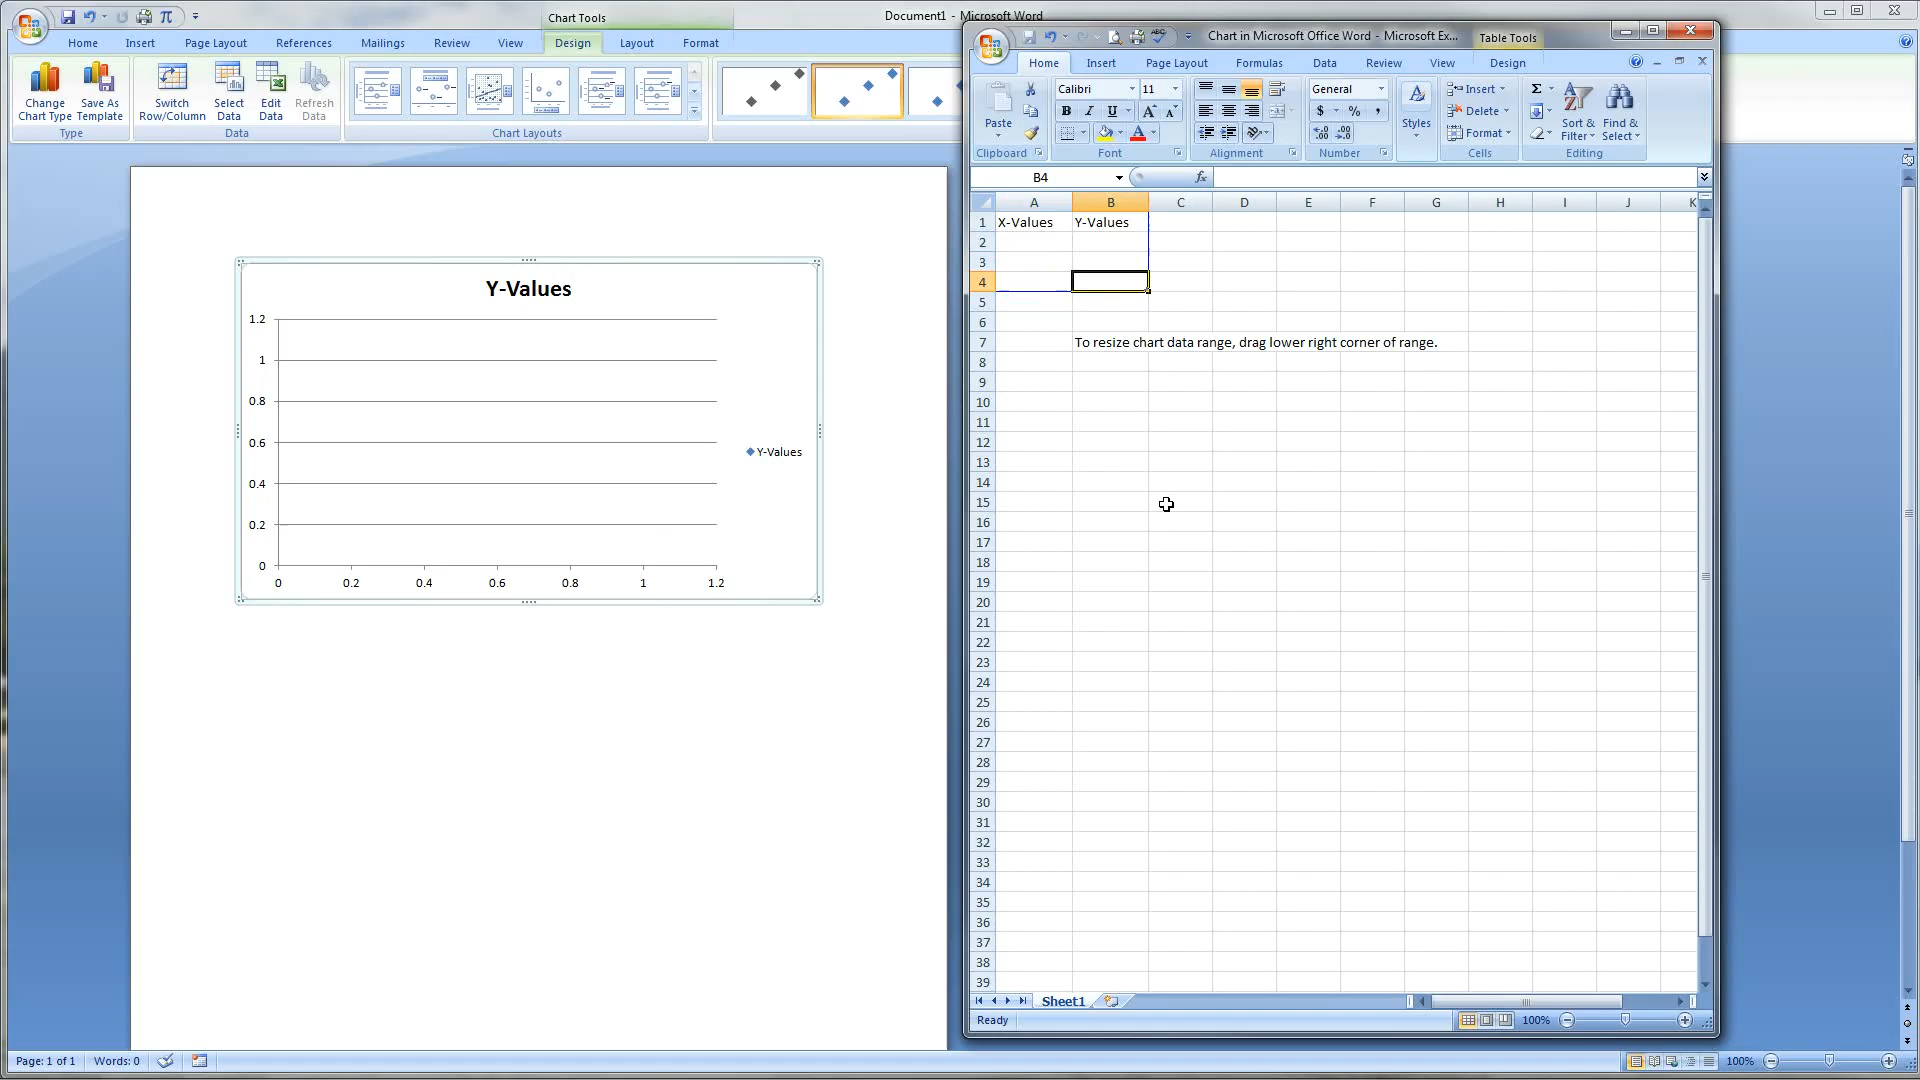 Chart Tools
Document1 - Microsoft Word
Home Insert Page Layout References Mailings Review View Design Layout Format
Change Chart Type
Save As Template
Type
Switch Row/Column
Select Data
Edit Data
Refresh Data
Data
Chart Layouts
Y-Values
1.2
1
0.8
0.6
0.4
0.2
0
0 0.2 0.4 0.6 0.8 1 1.2
Y-Values
Page: 1 of 1 Words: 0
100%
Chart in Microsoft Office Word - Microsoft Ex...
Table Tools
Home Insert Page Layout Formulas Data Review View Design
Paste
Clipboard
Calibri 11
B I U A A
A
Font
Alignment
General
$ % ,
.00 .0
Number
Styles
Insert
Delete
Format
Cells
Σ
Sort & Filter
Find & Select
Editing
B4
fx
A B C D E F G H I J K
1 X-Values Y-Values
2
3
4
5
6
7 To resize chart data range, drag lower right corner of range.
8
9
10
11
12
13
14
15
16
17
18
19
20
21
22
23
24
25
26
27
28
29
30
31
32
33
34
35
36
37
38
39
Sheet1
Ready
100%